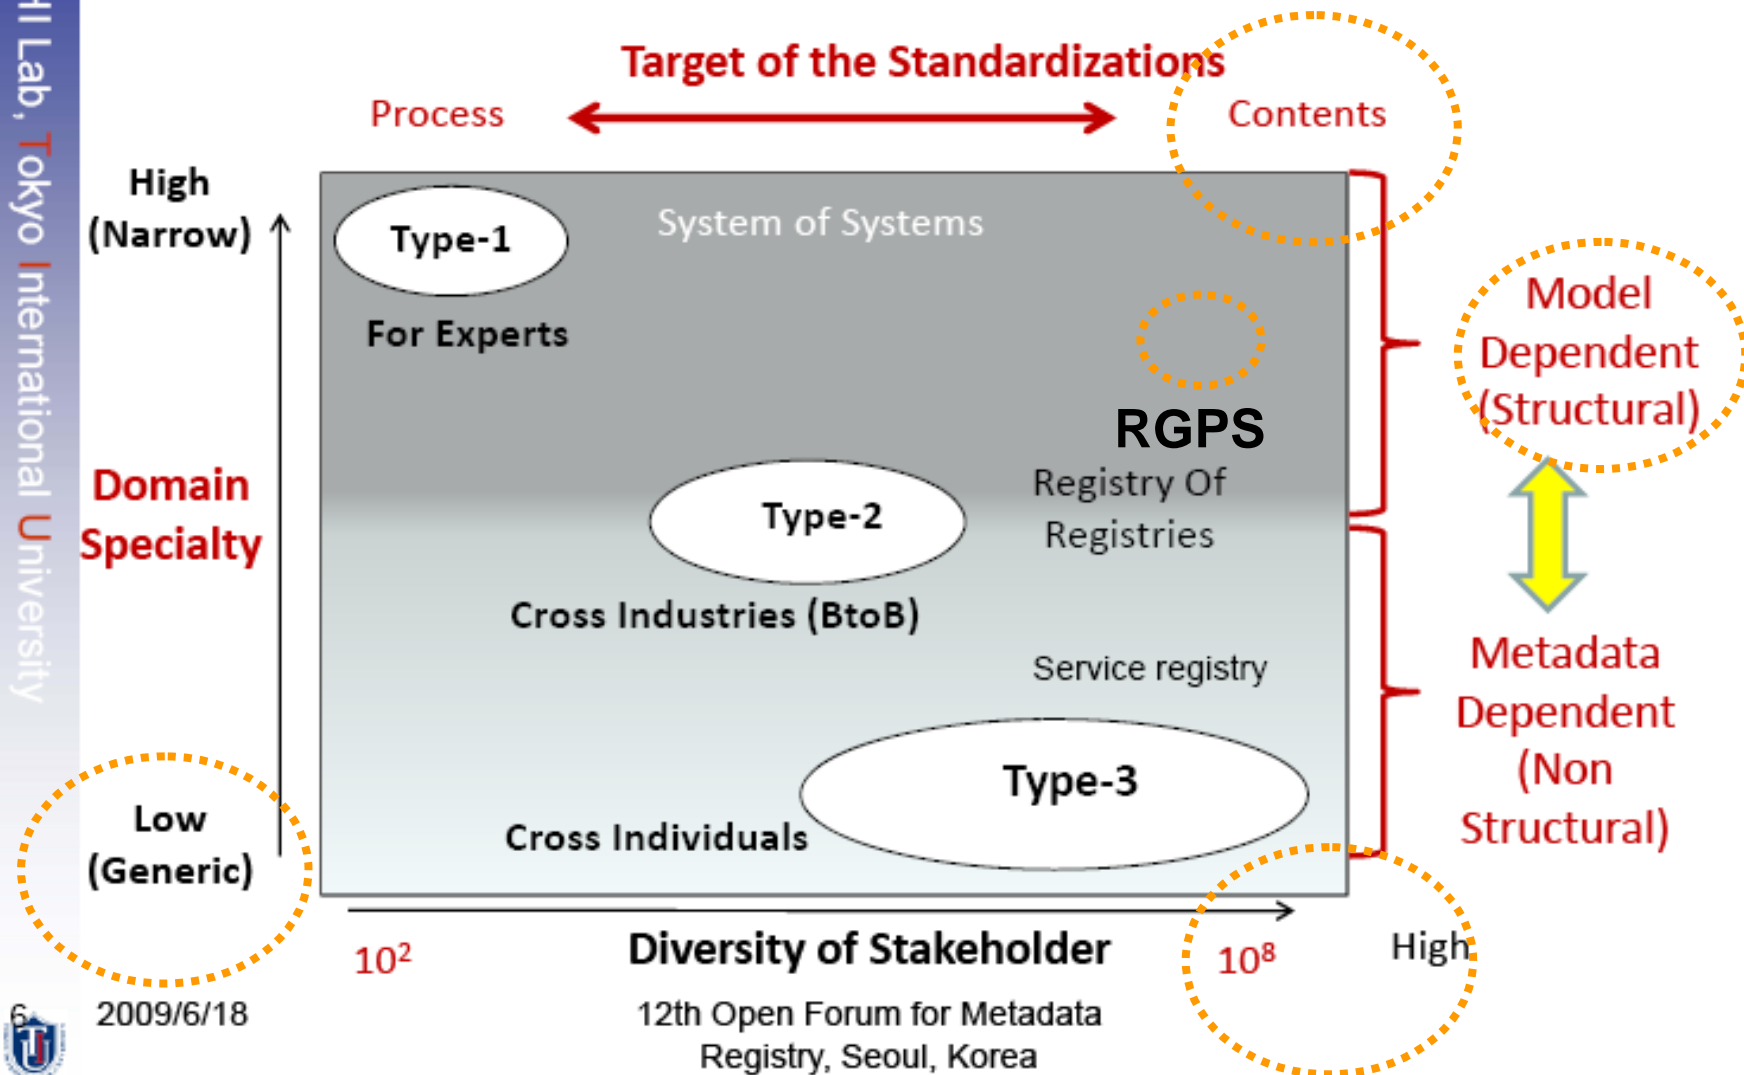 HI Lab, Tokyo International University
Target of the Standardizations
Process
Contents
High
(Narrow)
Type-1
System of Systems
For Experts
Model
Dependent
(Structural)
RGPS
Domain
Specialty
Type-2
Registry Of
Registries
Cross Industries (BtoB)
Service registry
Metadata
Dependent
(Non
Structural)
Type-3
Low
(Generic)
Cross Individuals
10²
Diversity of Stakeholder
10⁸
High
6
2009/6/18
12th Open Forum for Metadata
Registry, Seoul, Korea